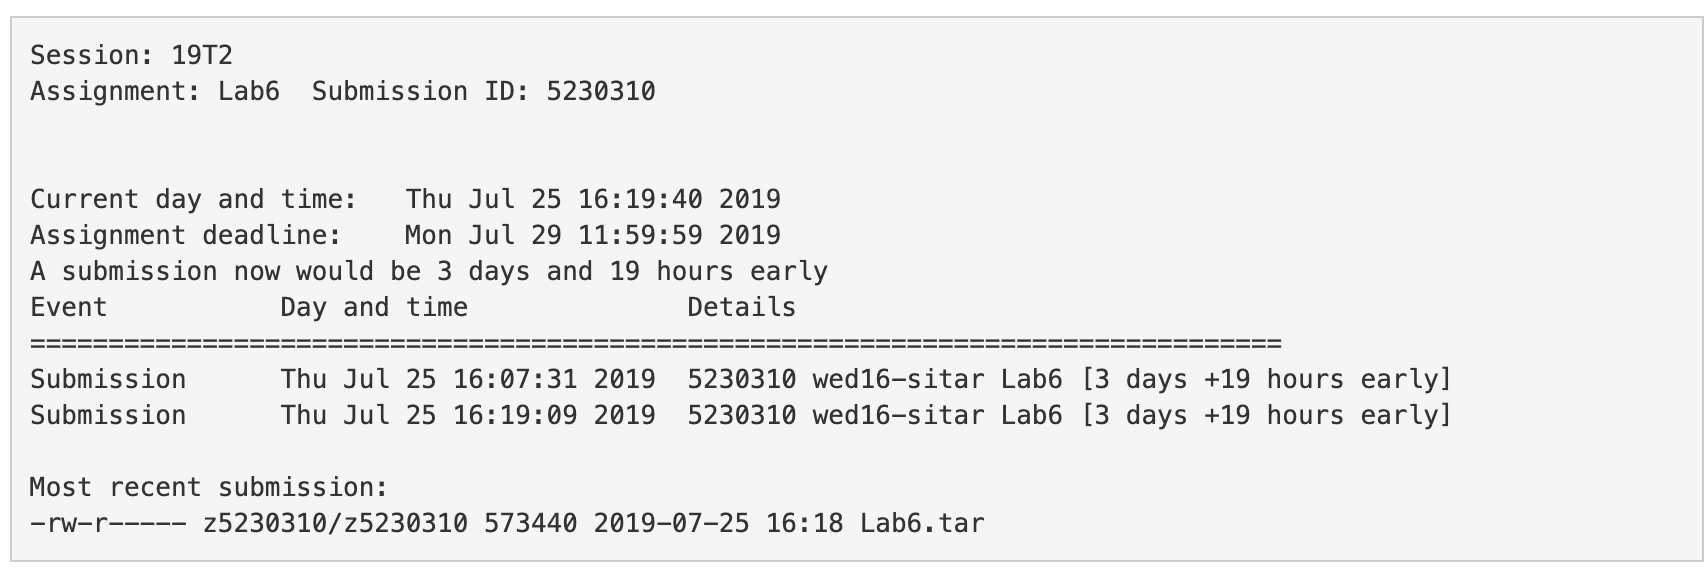 Session: 19T2
Assignment: Lab6  Submission ID: 5230310
Current day and time:   Thu Jul 25 16:19:40 2019
Assignment deadline:    Mon Jul 29 11:59:59 2019
A submission now would be 3 days and 19 hours early
Event           Day and time              Details
================================================================================
Submission      Thu Jul 25 16:07:31 2019  5230310 wed16-sitar Lab6 [3 days +19 hours early]
Submission      Thu Jul 25 16:19:09 2019  5230310 wed16-sitar Lab6 [3 days +19 hours early]
Most recent submission:
-rw-r----- z5230310/z5230310 573440 2019-07-25 16:18 Lab6.tar